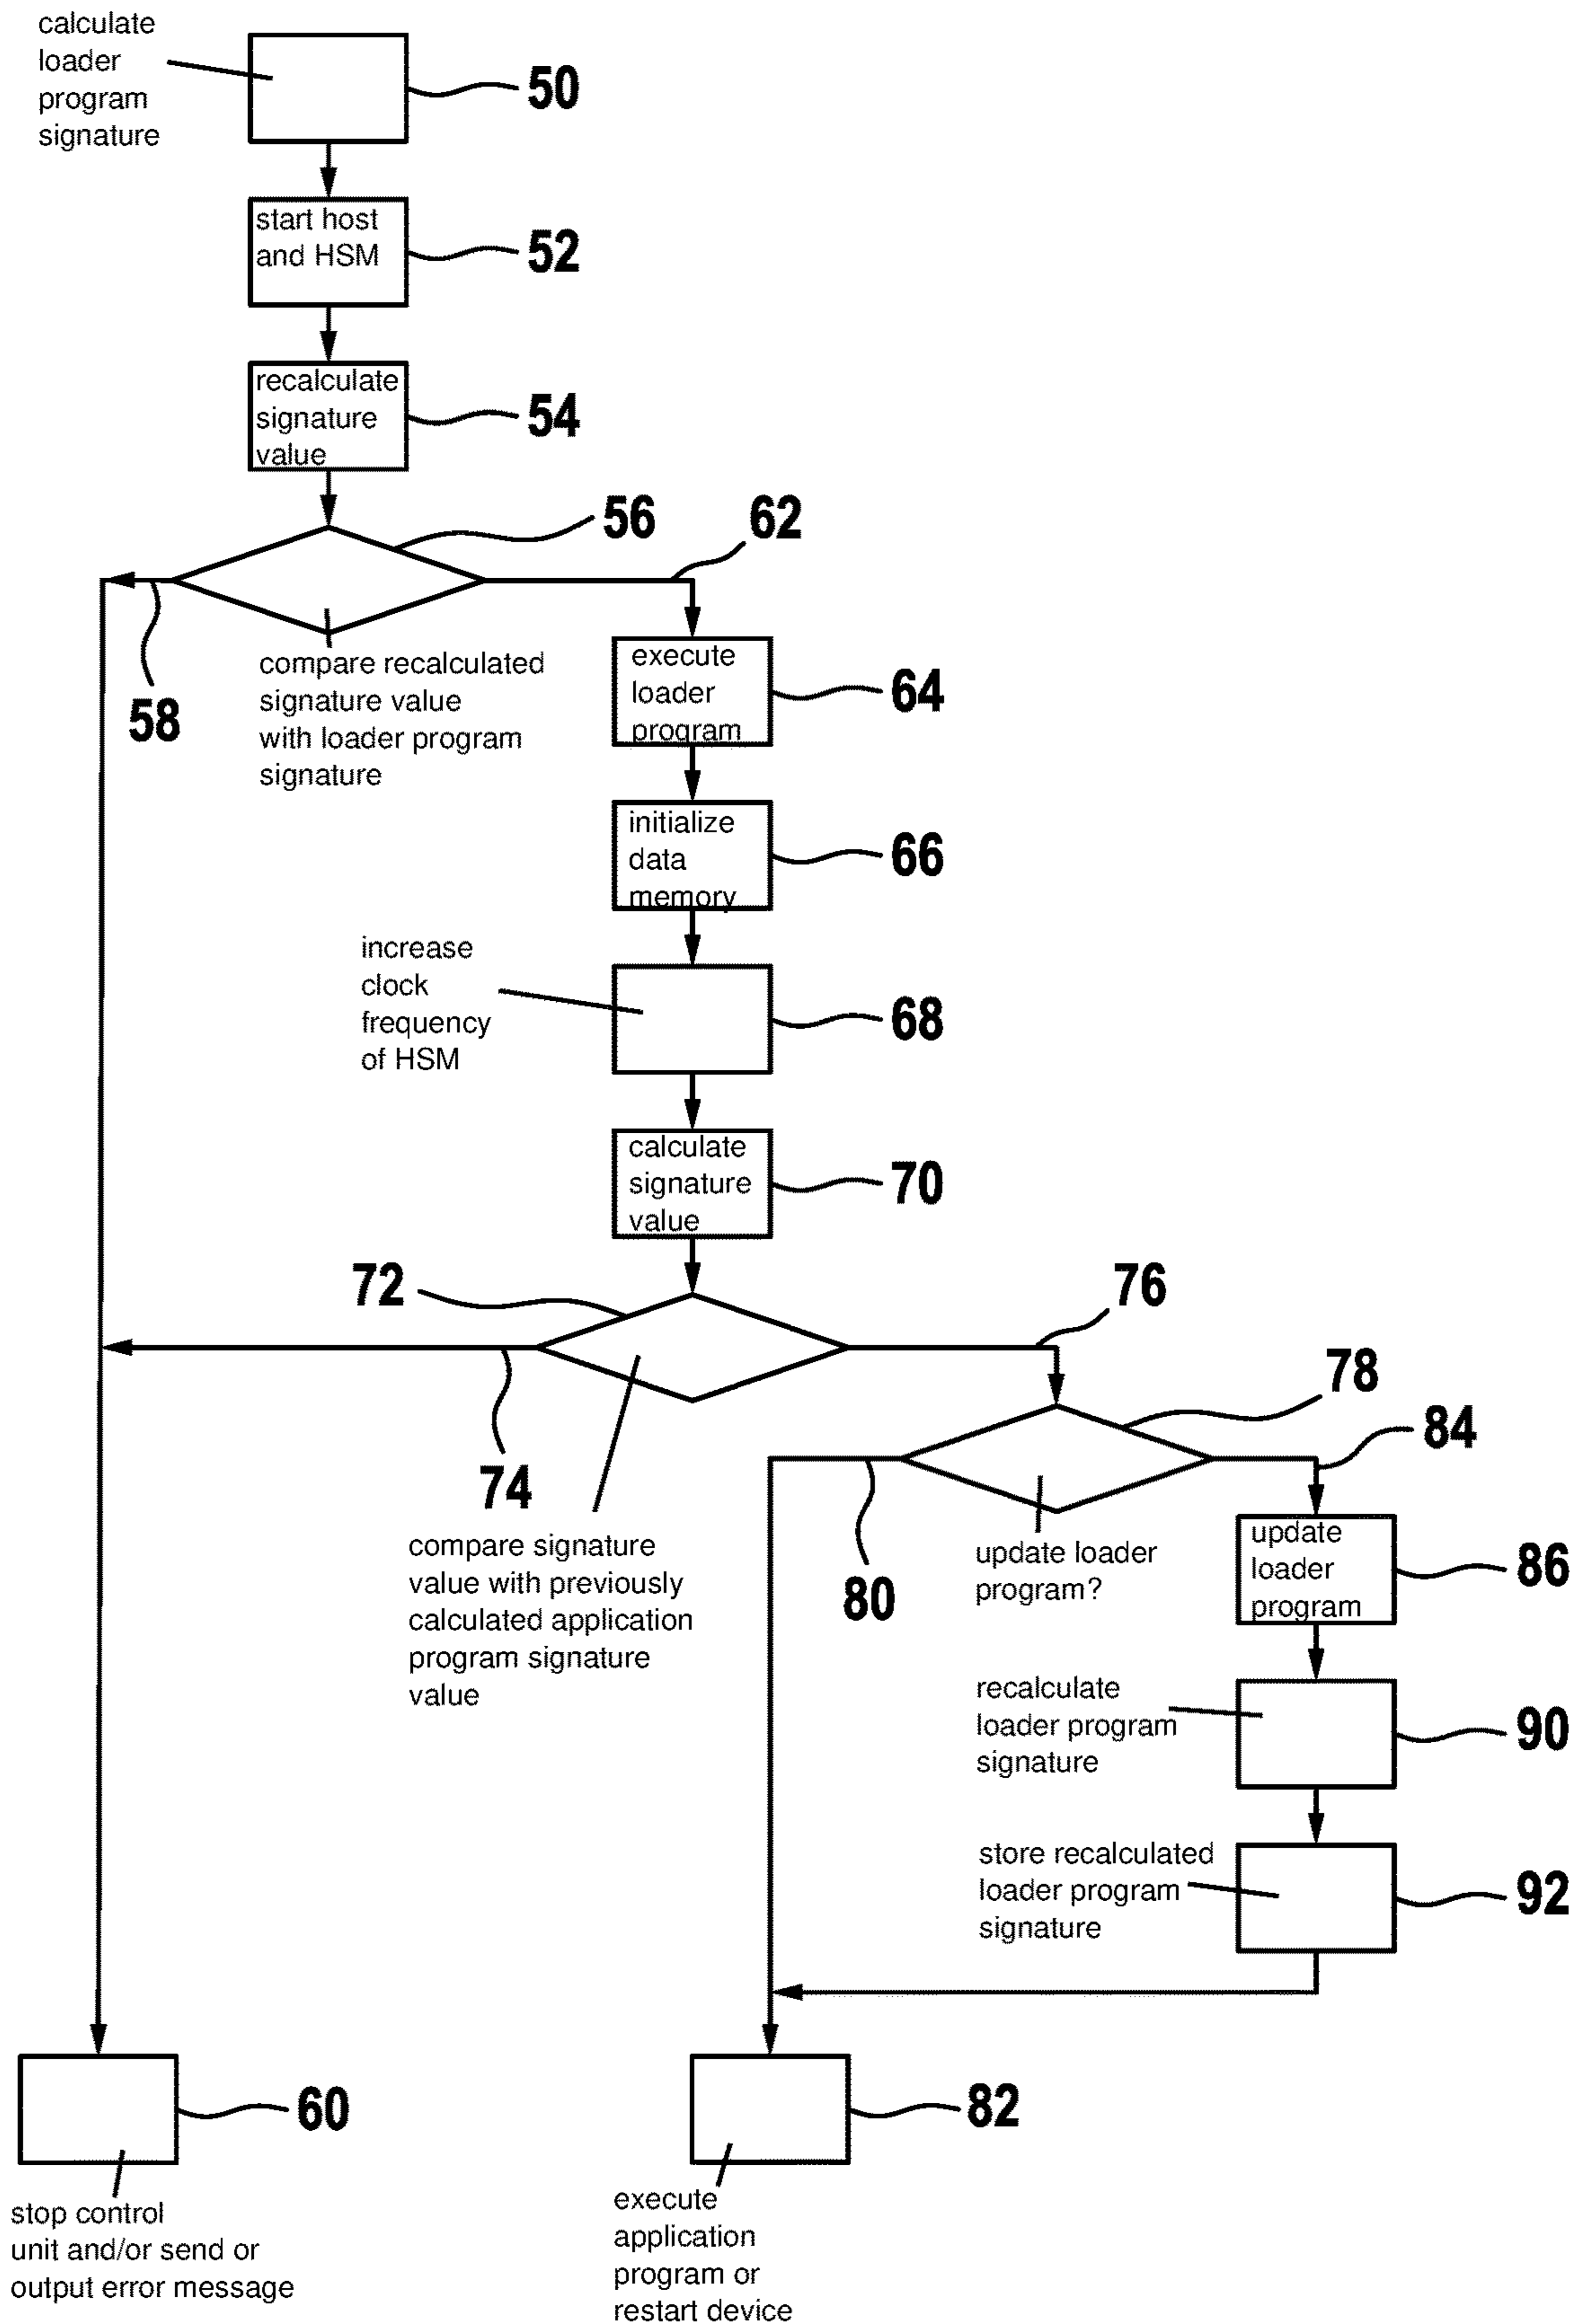 calculate
loader
program
signature
50
start host
and HSM
52
recalculate
signature
value
54
56
62
58
compare recalculated
signature value
with loader program
signature
execute
loader
program
64
initialize
data
memory
66
increase
clock
frequency
of HSM
68
calculate
signature
value
70
72
76
78
84
74
80
compare signature
value with previously
calculated application
program signature
value
update loader
program?
update
loader
program
86
recalculate
loader program
signature
90
store recalculated
loader program
signature
92
60
82
stop control
unit and/or send or
output error message
execute
application
program or
restart device